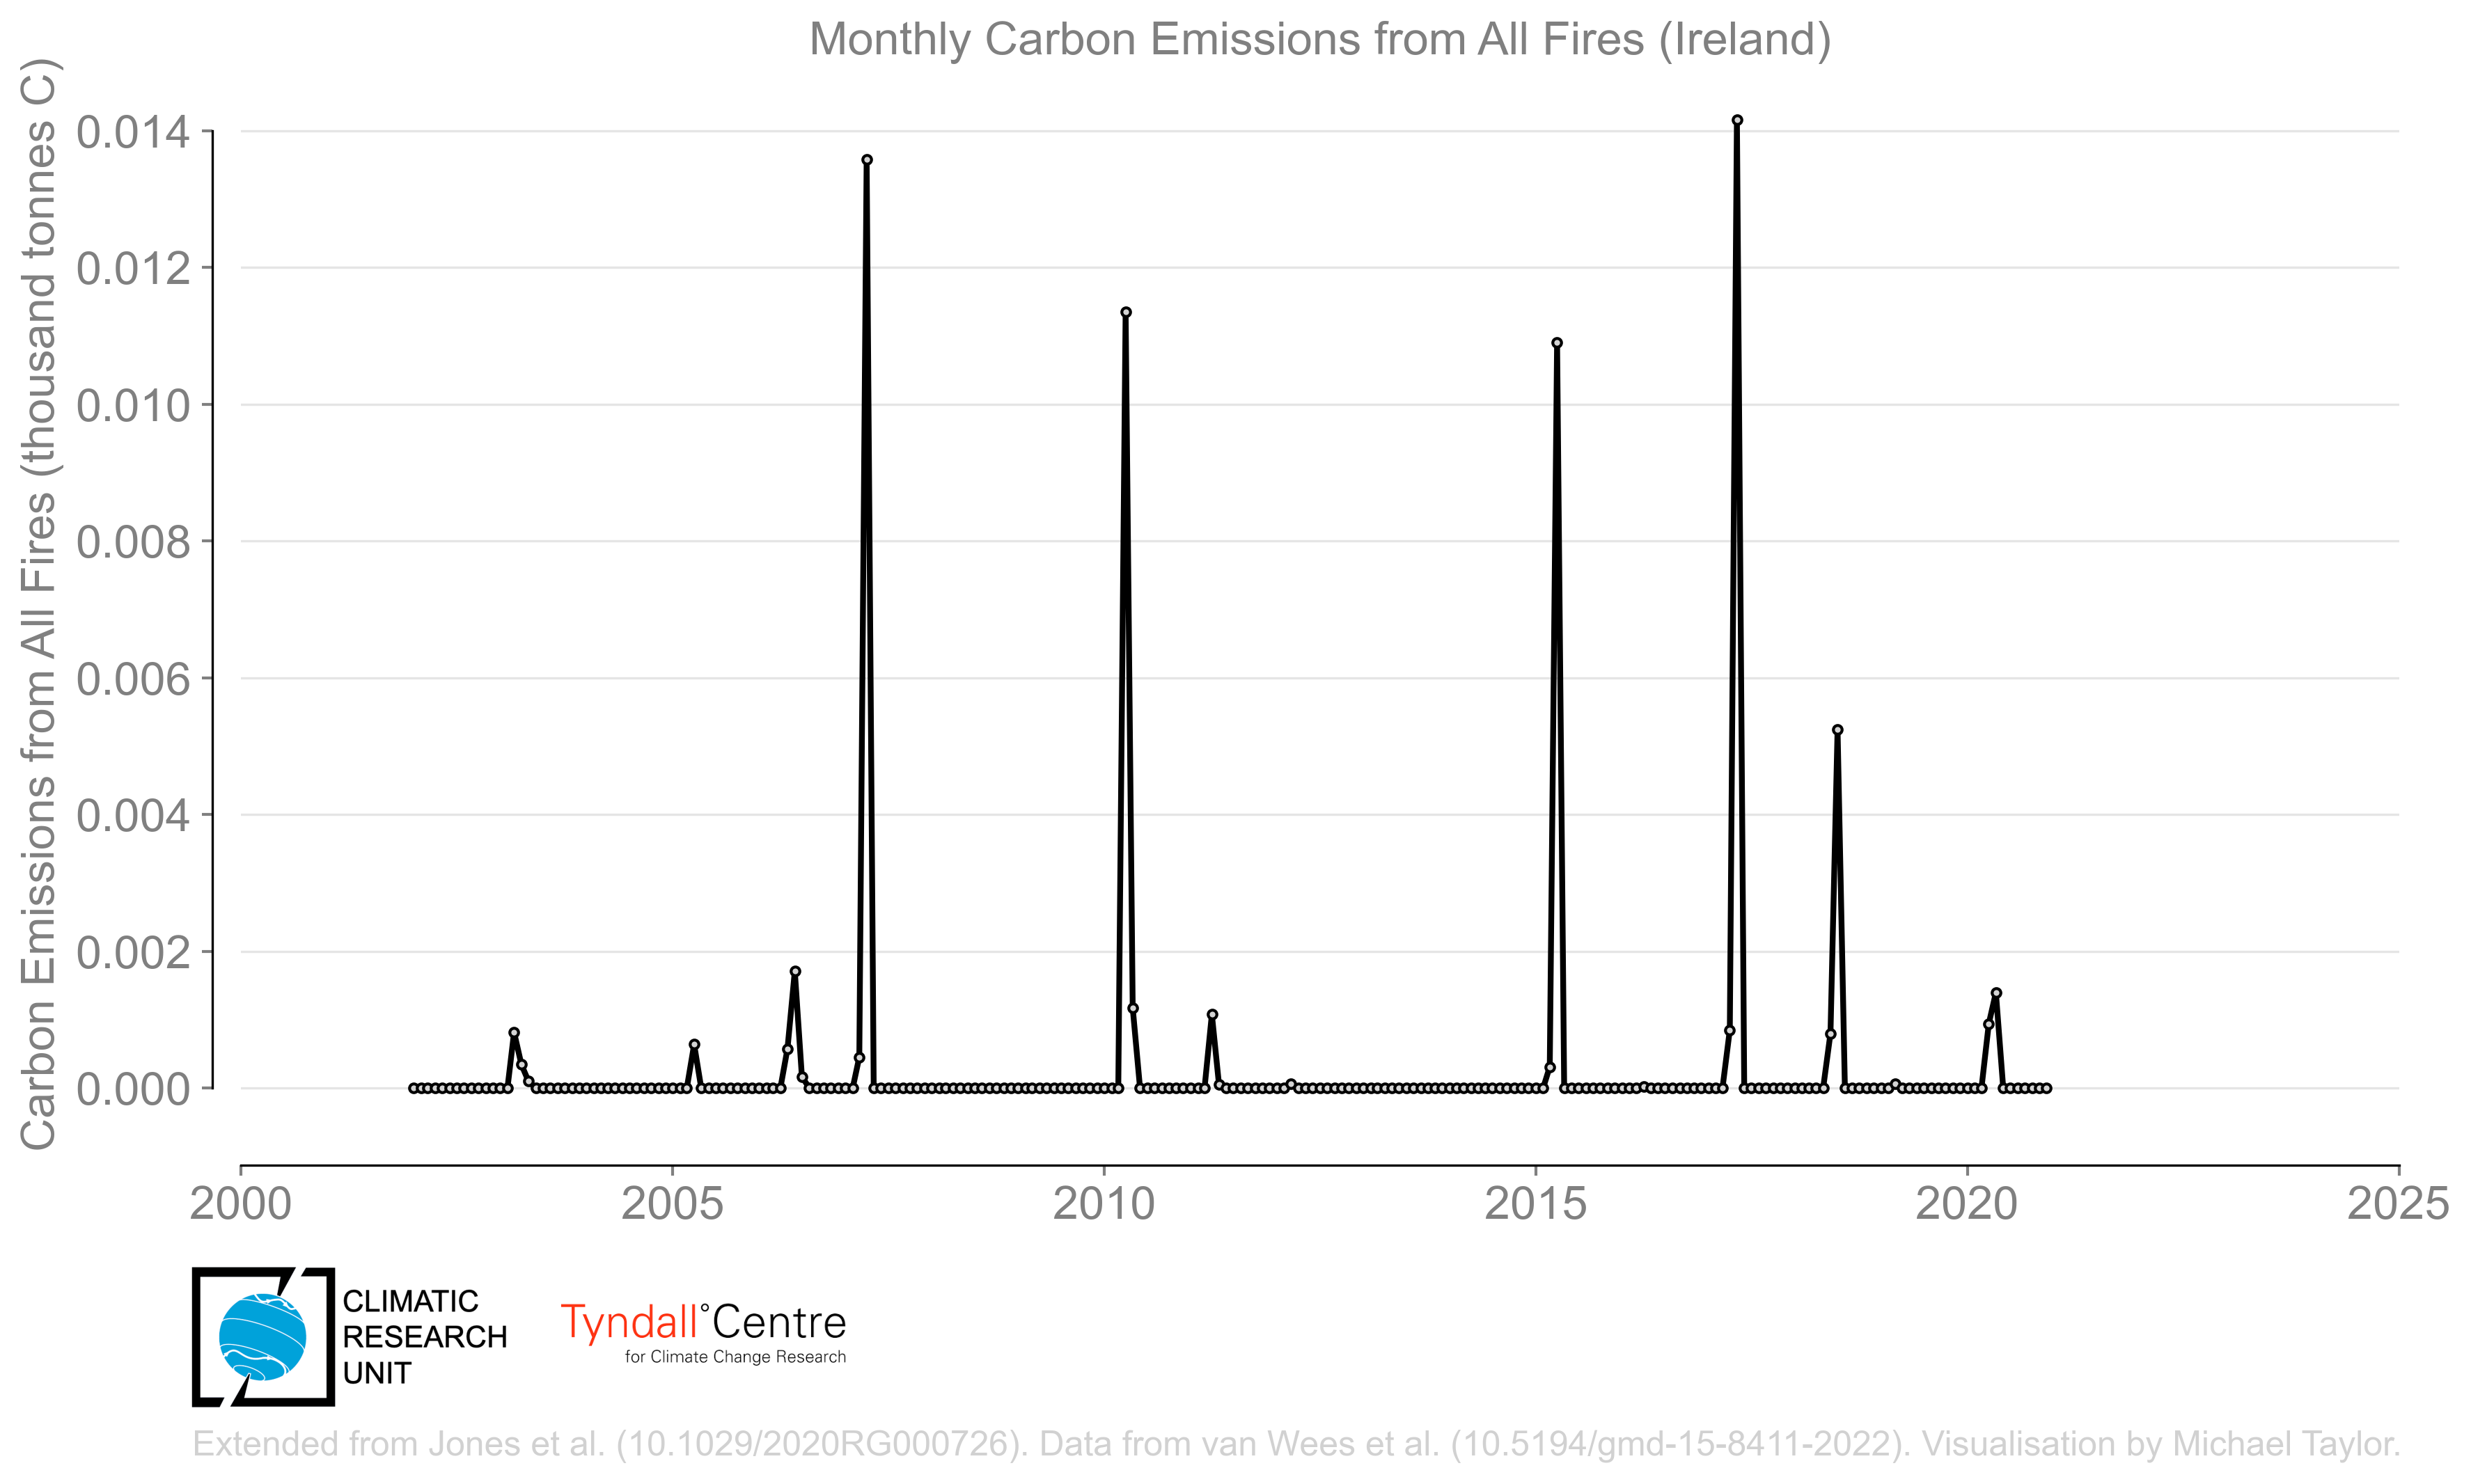 Monthly Carbon Emissions from All Fires (Ireland)
Carbon Emissions from All Fires (thousand tonnes C)
0.014
0.012
0.010
0.008
0.006
0.004
0.002
0.000
2000 2005 2010 2015 2020 2025
CLIMATIC
RESEARCH
UNIT
Tyndall°Centre
for Climate Change Research
Extended from Jones et al. (10.1029/2020RG000726). Data from van Wees et al. (10.5194/gmd-15-8411-2022). Visualisation by Michael Taylor.